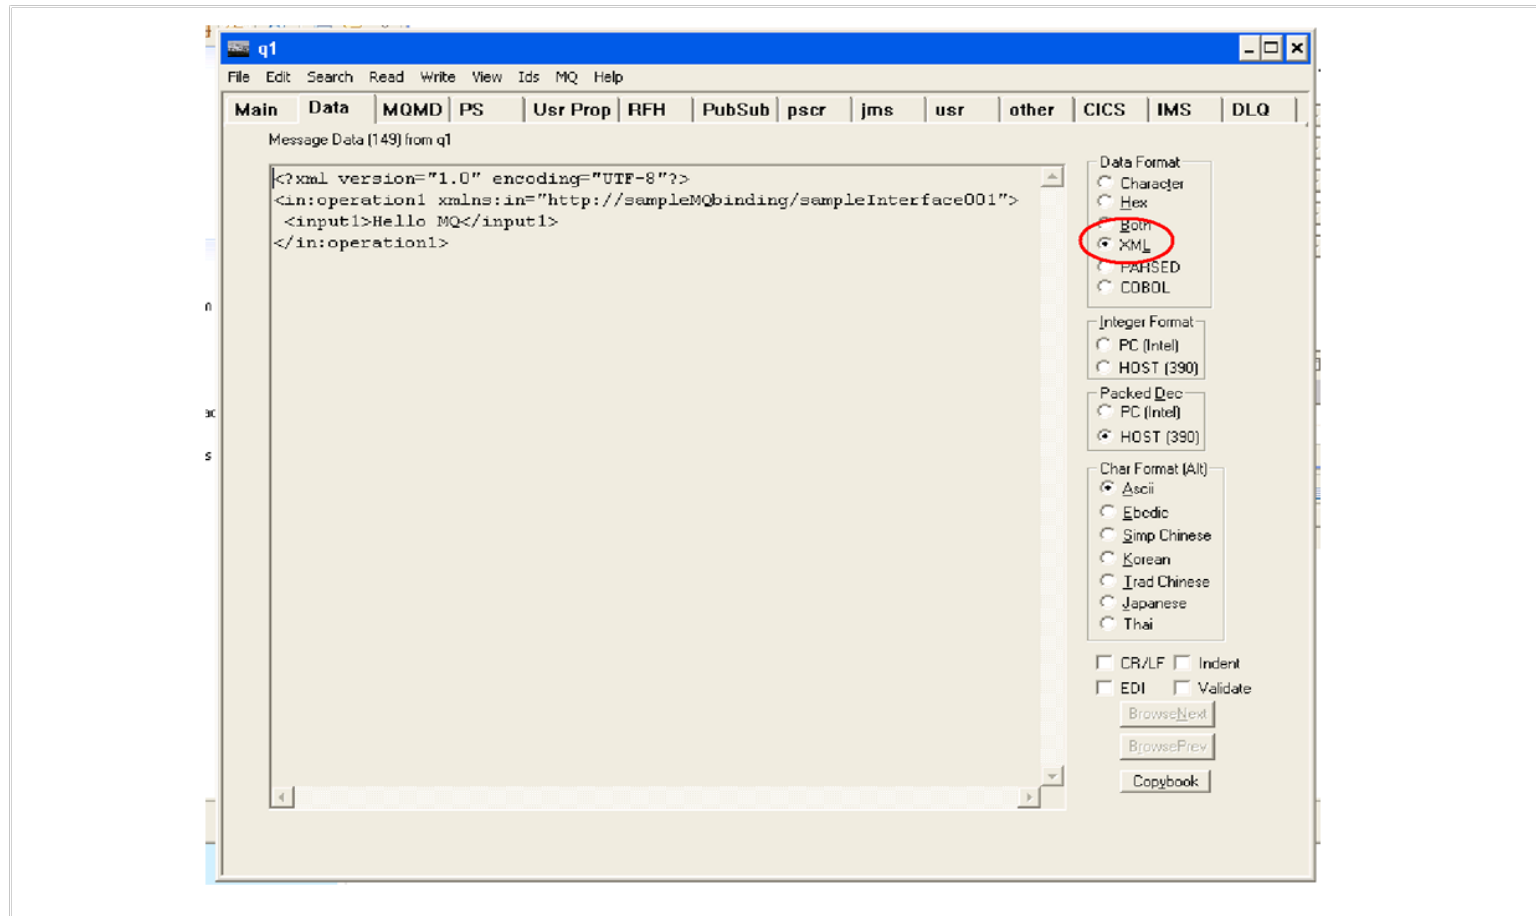 q1
File Edit Search Read Write View Ids MQ Help
Main Data MQMD PS Usr Prop RFH PubSub pscr jms usr other CICS IMS DLQ
Message Data (149) from q1
<?xml version="1.0" encoding="UTF-8"?>
<in:operation1 xmlns:in="http://sampleMQbinding/sampleInterface001">
<input1>Hello MQ</input1>
</in:operation1>
Data Format
Character
Hex
Both
XML
PARSED
COBOL
Integer Format
PC (Intel)
HOST (390)
Packed Dec
PC (Intel)
HOST (390)
Char Format (Alt)
Ascii
Ebcdic
Simp Chinese
Korean
Trad Chinese
Japanese
Thai
CR/LF Indent
EDI Validate
BrowseNext
BrowsePrev
Copybook